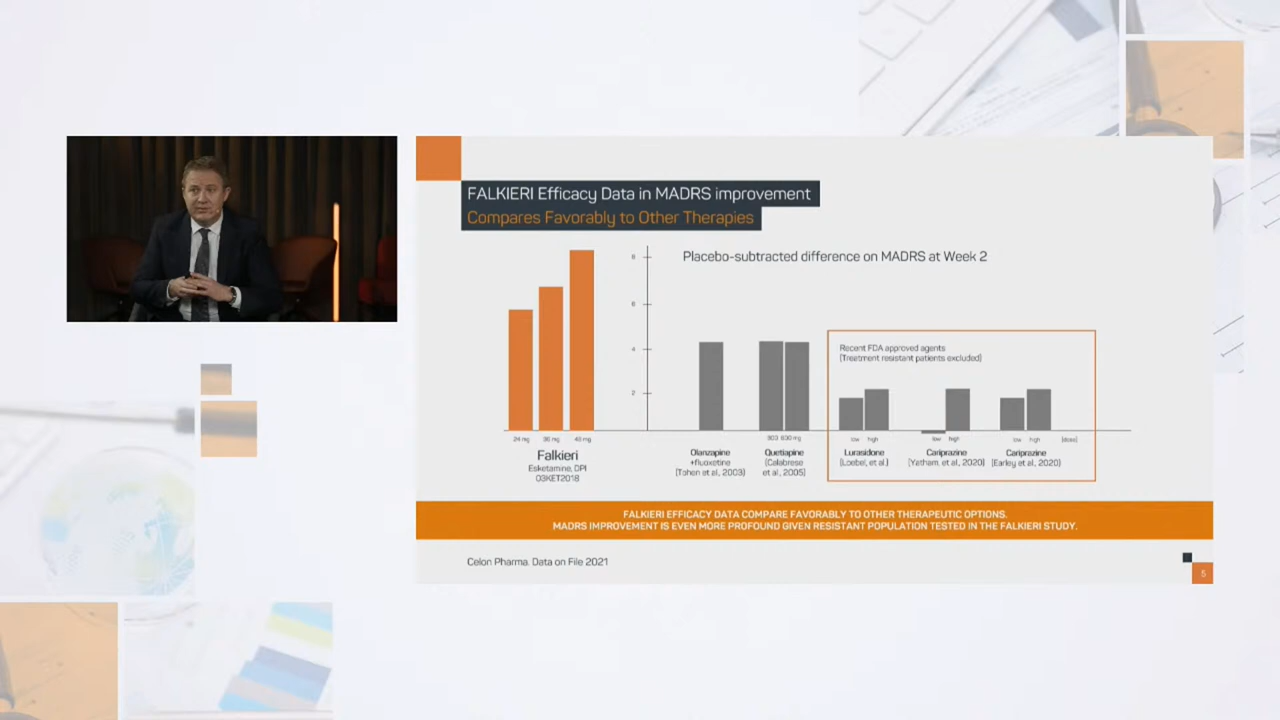 FALKIERI Efficacy Data in MADRS improvement
Compares Favorably to Other Therapies
Placebo-subtracted difference on MADRS at Week 2
8
6
4
2
Recent FDA approved agents
(Treatment resistant patients excluded)
24 mg
36 mg
48 mg
300 600 mg
low high
low high
low high
(dose)
Falkieri
Esketamine, DPI
03KET2018
Olanzapine
+fluoxetine
(Tohen et al., 2003)
Quetiapine
(Calabrese
et al., 2005)
Lurasidone
(Loebel, et al.)
Cariprazine
(Yatham, et al., 2020)
Cariprazine
(Earley et al., 2020)
FALKIERI EFFICACY DATA COMPARE FAVORABLY TO OTHER THERAPEUTIC OPTIONS.
MADRS IMPROVEMENT IS EVEN MORE PROFOUND GIVEN RESISTANT POPULATION TESTED IN THE FALKIERI STUDY.
Celon Pharma. Data on File 2021
5